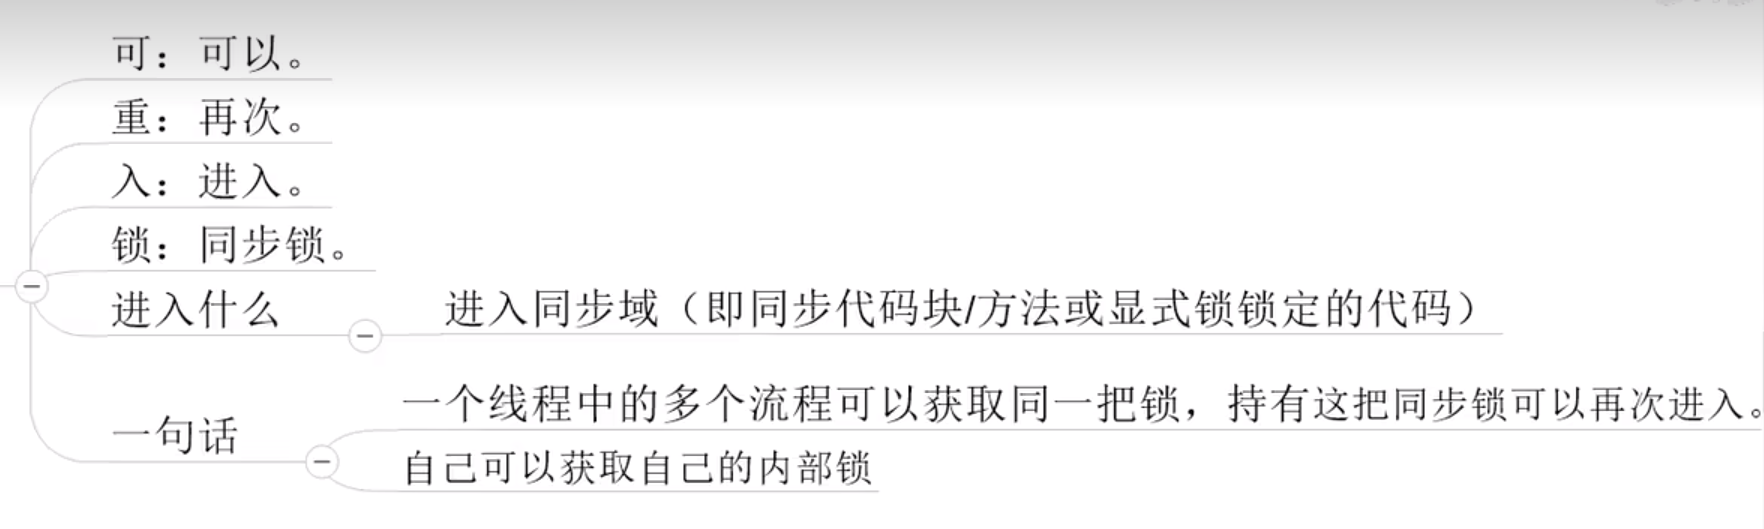 可：可以。
重：再次。
入：进入。
锁：同步锁。
进入什么
进入同步域（即同步代码块/方法或显式锁锁定的代码）
一句话
一个线程中的多个流程可以获取同一把锁，持有这把同步锁可以再次进入。
自己可以获取自己的内部锁